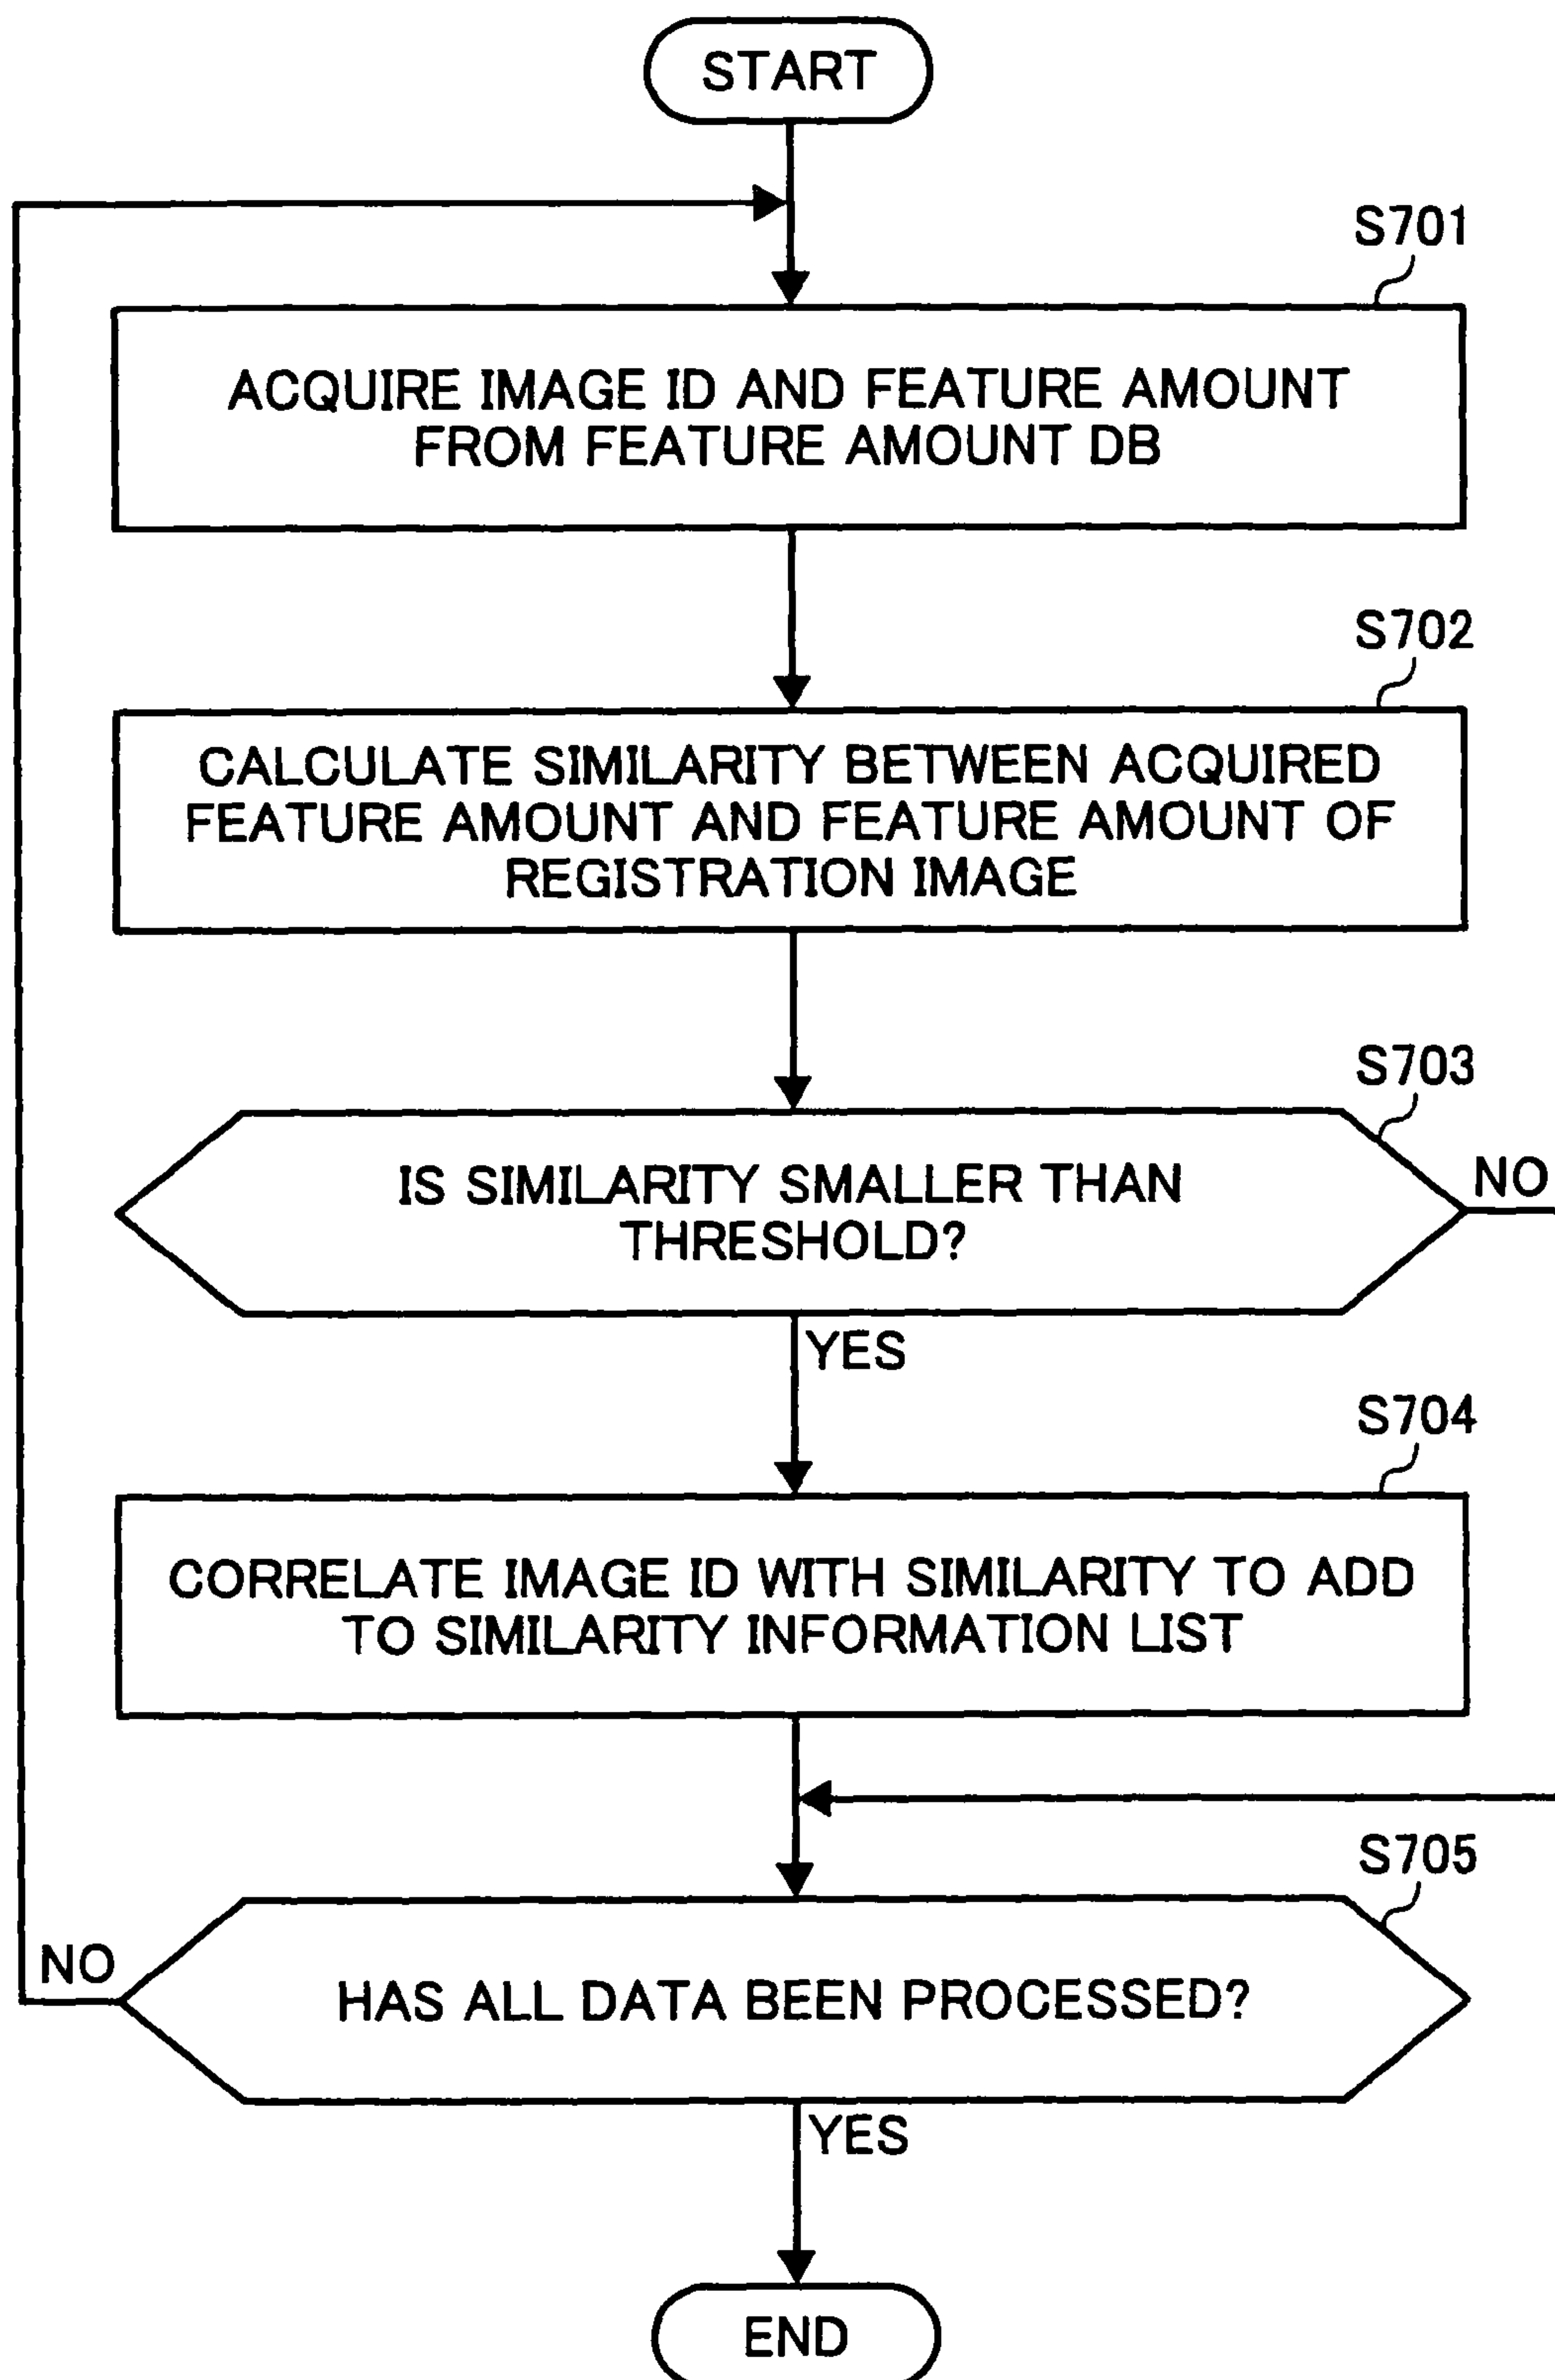 START
S701
ACQUIRE IMAGE ID AND FEATURE AMOUNT
FROM FEATURE AMOUNT DB
S702
CALCULATE SIMILARITY BETWEEN ACQUIRED
FEATURE AMOUNT AND FEATURE AMOUNT OF
REGISTRATION IMAGE
S703
IS SIMILARITY SMALLER THAN
THRESHOLD?
NO
YES
S704
CORRELATE IMAGE ID WITH SIMILARITY TO ADD
TO SIMILARITY INFORMATION LIST
S705
NO
HAS ALL DATA BEEN PROCESSED?
YES
END